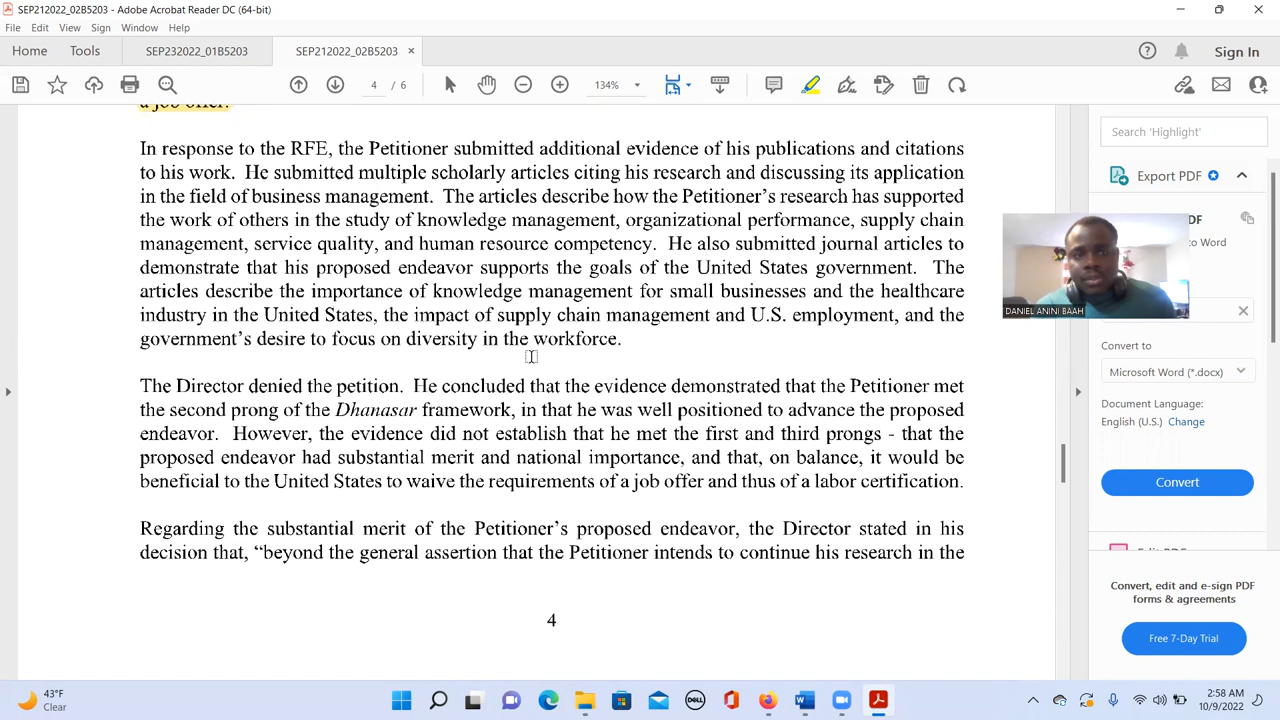 SEP212022_02B5203 - Adobe Acrobat Reader DC (64-bit)
File Edit View Sign Window Help
Home Tools SEP232022_01B5203 SEP212022_02B5203 × Sign In
4 / 6 134%
a job offer.
In response to the RFE, the Petitioner submitted additional evidence of his publications and citations
to his work. He submitted multiple scholarly articles citing his research and discussing its application
in the field of business management. The articles describe how the Petitioner's research has supported
the work of others in the study of knowledge management, organizational performance, supply chain
management, service quality, and human resource competency. He also submitted journal articles to
demonstrate that his proposed endeavor supports the goals of the United States government. The
articles describe the importance of knowledge management for small businesses and the healthcare
industry in the United States, the impact of supply chain management and U.S. employment, and the
government's desire to focus on diversity in the workforce.
The Director denied the petition. He concluded that the evidence demonstrated that the Petitioner met
the second prong of the Dhanasar framework, in that he was well positioned to advance the proposed
endeavor. However, the evidence did not establish that he met the first and third prongs - that the
proposed endeavor had substantial merit and national importance, and that, on balance, it would be
beneficial to the United States to waive the requirements of a job offer and thus of a labor certification.
Regarding the substantial merit of the Petitioner's proposed endeavor, the Director stated in his
decision that, “beyond the general assertion that the Petitioner intends to continue his research in the
4
Search 'Highlight'
Export PDF
to Word
DANIEL ANINI BAAH
Convert to
Microsoft Word (*.docx)
Document Language:
English (U.S.) Change
Convert
Convert, edit and e-sign PDF
forms & agreements
Free 7-Day Trial
43°F
Clear
DELL
2:58 AM
10/9/2022